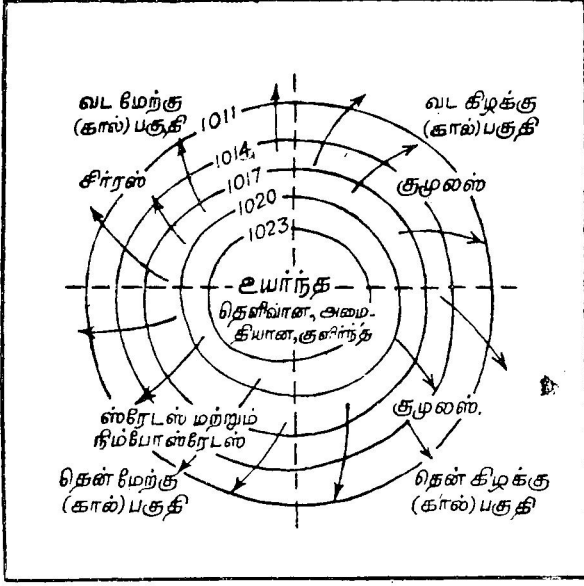 வட மேற்கு
(கால்) பகுதி
வட கிழக்கு
(கால்) பகுதி
1011
1014
சிர்ரஸ்
1017
குமுலஸ்
1020
1023
உயர்ந்த
தெளிவான, அமை-
தியான, குளிர்ந்த
ஸ்ரேடஸ் மற்றும்
நிம்போஸ்ரேடஸ்
குமுலஸ்.
தென் மேற்கு
(கால்) பகுதி
தென் கிழக்கு
(கால்) பகுதி